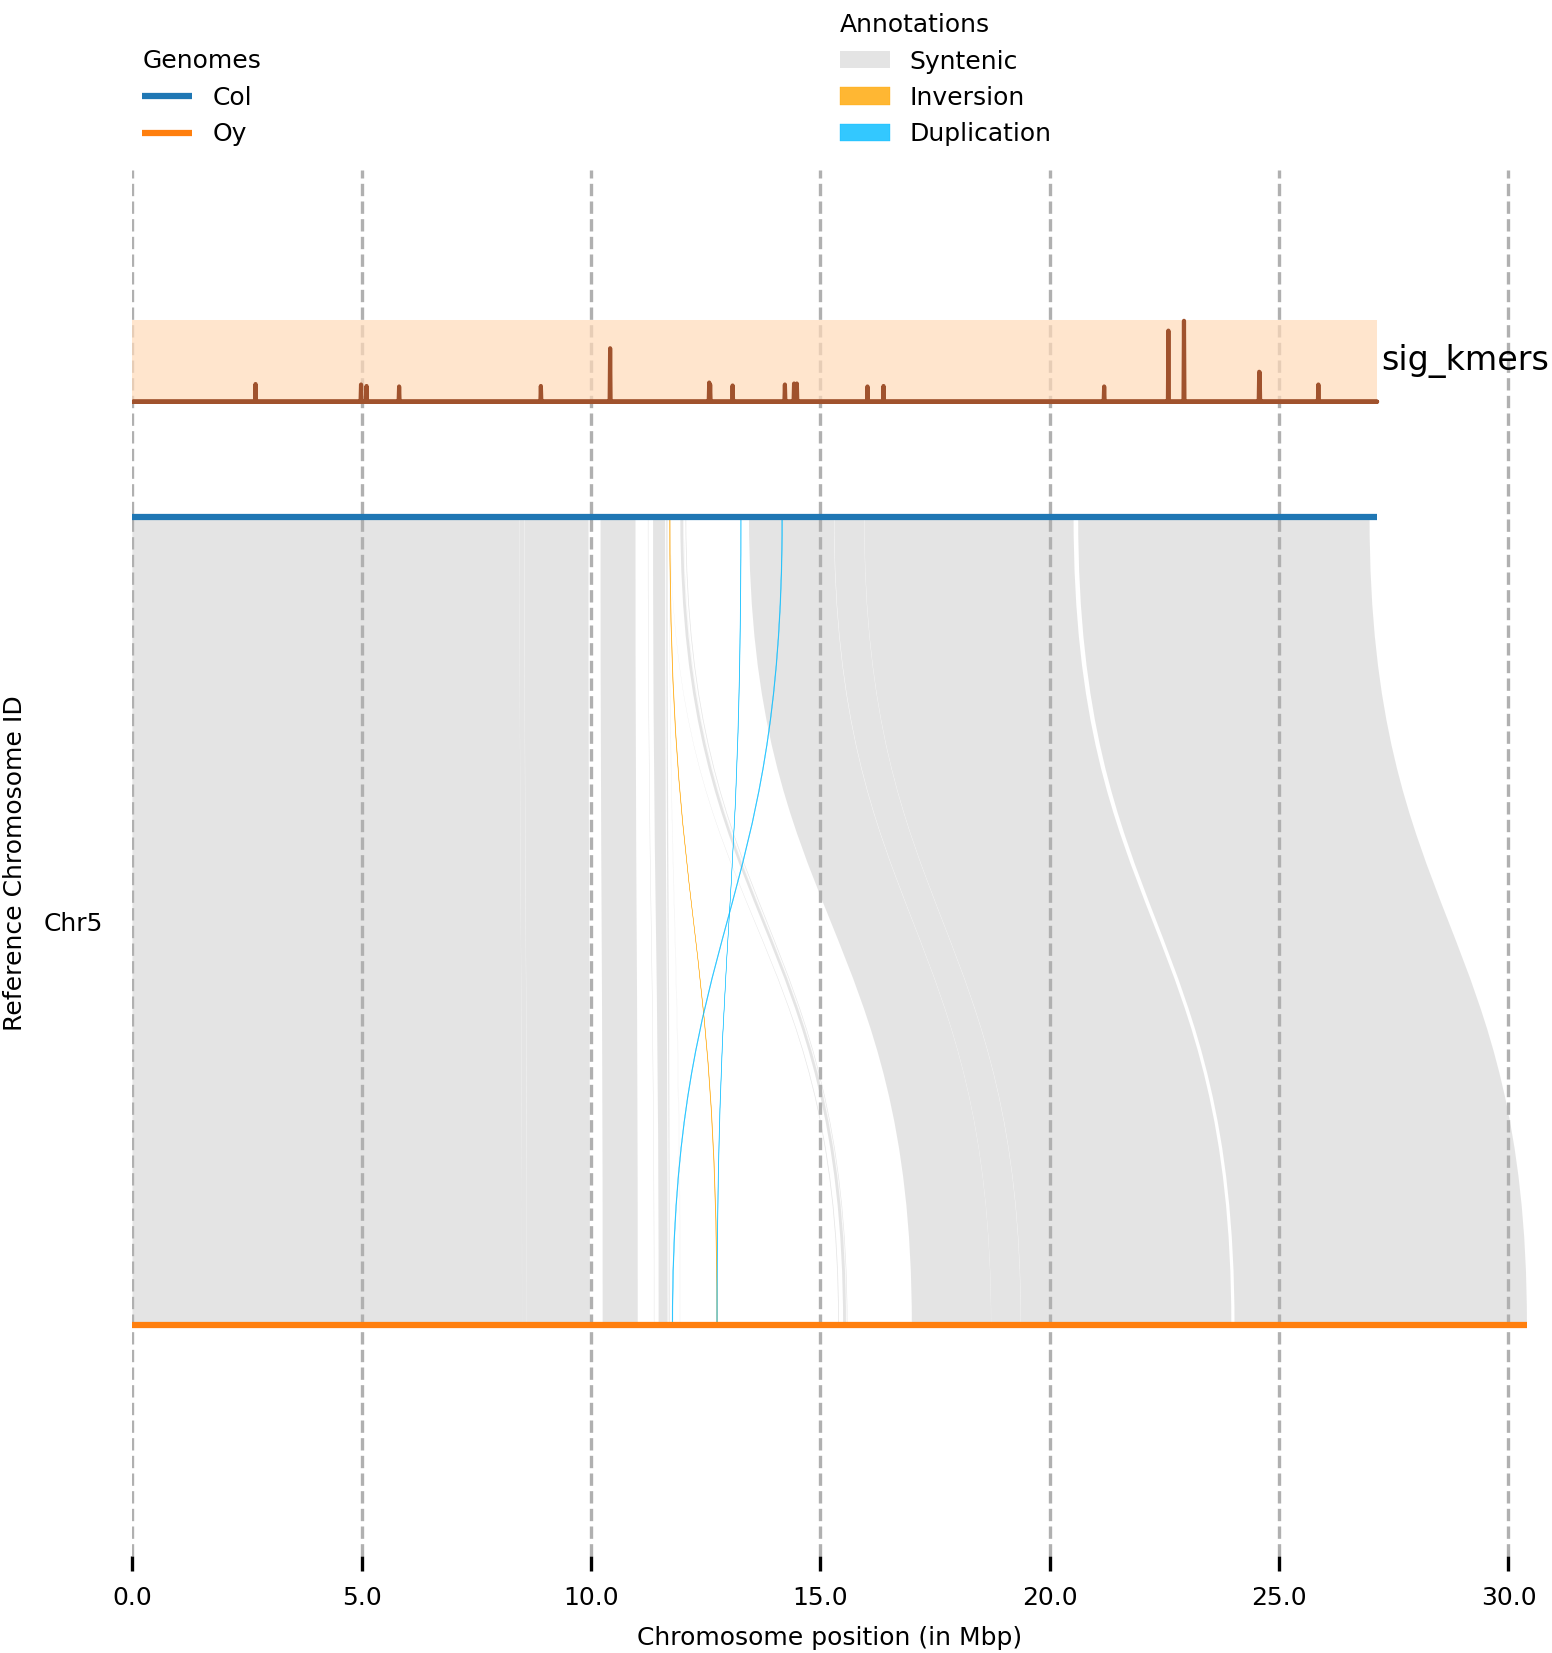 Genomes
Col
Oy
Annotations
Syntenic
Inversion
Duplication
sig_kmers
Reference Chromosome ID
Chr5
0.0 5.0 10.0 15.0 20.0 25.0 30.0
Chromosome position (in Mbp)